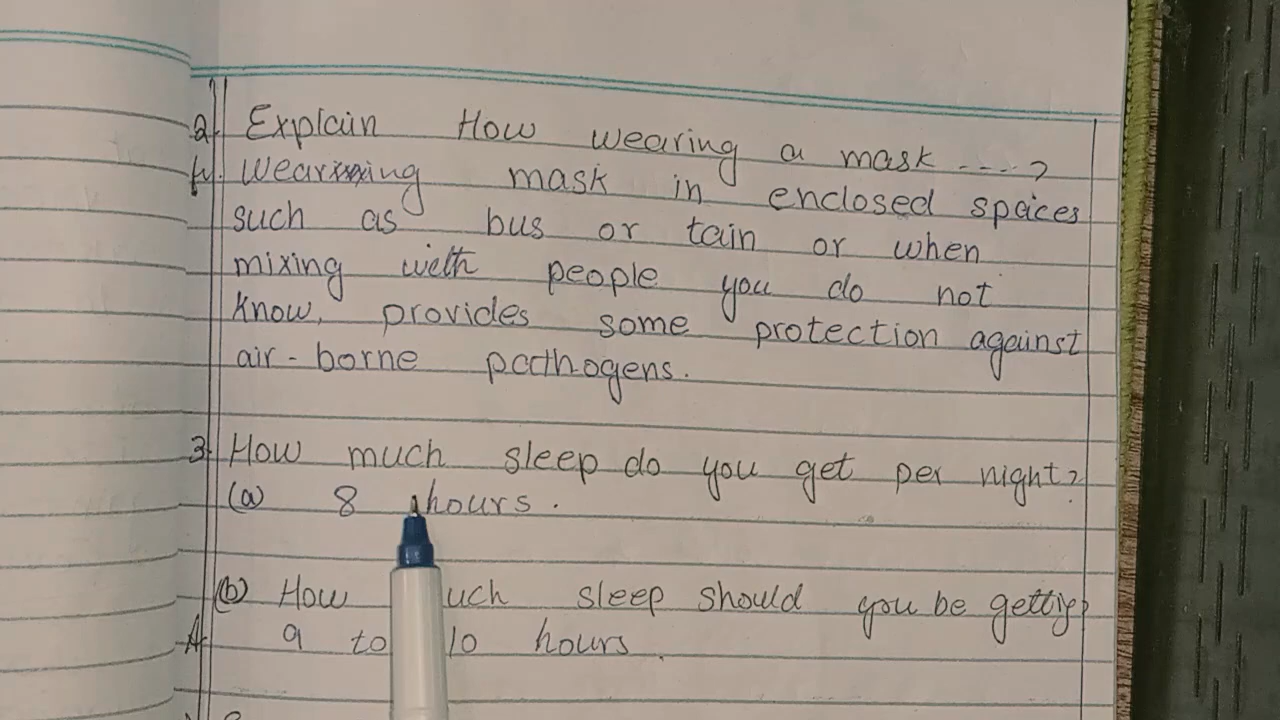 2. Explain How wearing a mask ----?
A. Wearing mask in enclosed spaces
such as bus or tain or when
mixing with people you do not
know, provides some protection against
air-borne pathogens.
3. How much sleep do you get per night?
(a) 8 hours.
(b) How uch sleep should you be getting?
A. 9 to 10 hours.